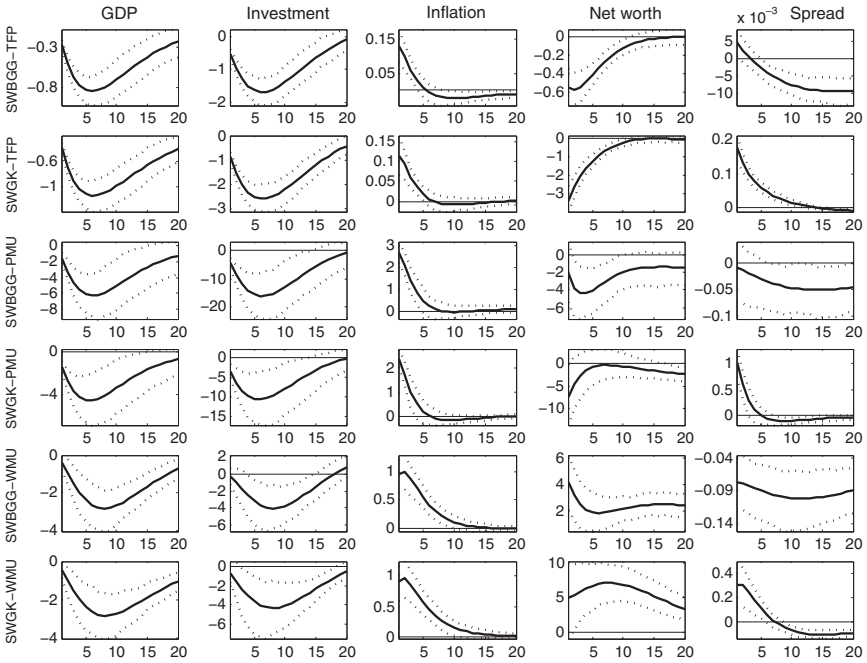 GDP Investment Inflation Net worth × 10⁻³ Spread
SWBGG–TFP
−0.3 0 0.15 0 5
−0.8 −1 0.05 −0.2 0
−2 −0.4 −5
−0.6 −10
5 10 15 20 5 10 15 20 5 10 15 20 5 10 15 20 5 10 15 20
SWGK–TFP
−0.6 0 0.15 0 0.2
−1 −1 0.1 −1 0.1
−2 0.15 −2 0
−3 0 −3
5 10 15 20 5 10 15 20 5 10 15 20 5 10 15 20 5 10 15 20
SWBGG–PMU
−2 0 3 0 0
−4 −10 2 −2 −0.05
−6 −20 1 −4 −0.1
−8 0 −6
5 10 15 20 5 10 15 20 5 10 15 20 5 10 15 20 5 10 15 20
SWGK–PMU
0 0 2 0 1
−4 −5 1 −5 0.5
−10 0 −10 0
−15
5 10 15 20 5 10 15 20 5 10 15 20 5 10 15 20 5 10 15 20
SWBGG–WMU
0 2 1 6 −0.04
−2 0 0.5 4 −0.09
−4 −2 0 2 −0.14
−4
−6
5 10 15 20 5 10 15 20 5 10 15 20 5 10 15 20 5 10 15 20
SWGK–WMU
0 0 1 10 0.4
−2 −2 0.5 5 0.2
−4 −4 0 0 0
−6
5 10 15 20 5 10 15 20 5 10 15 20 5 10 15 20 5 10 15 20